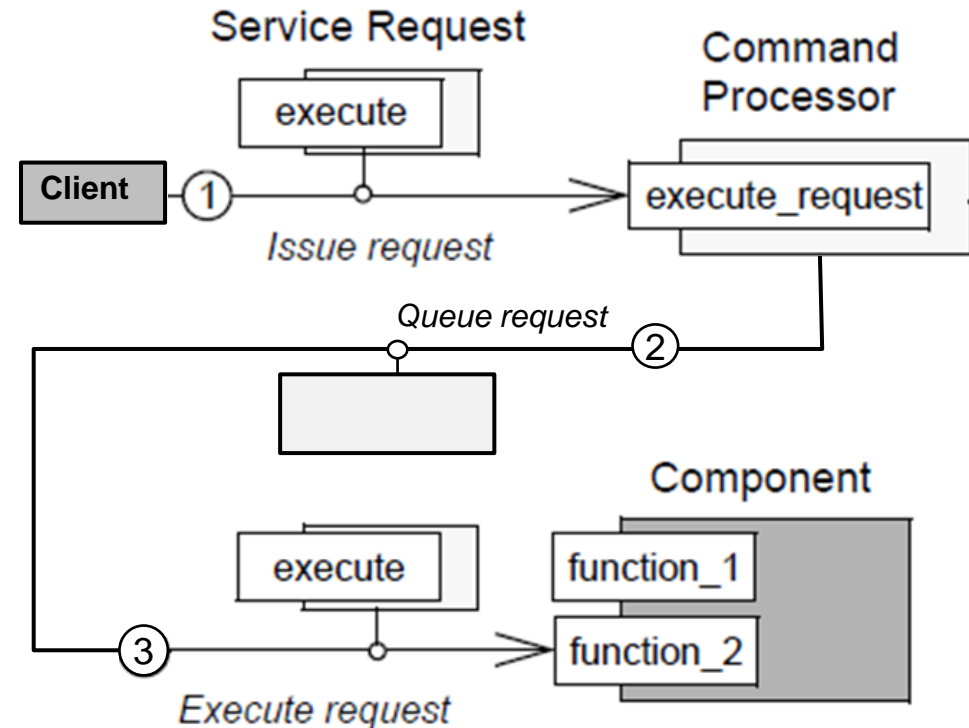 Service Request
Command
Processor
execute
Client
1
execute_request
Issue request
Queue request
2
Component
execute
function_1
function_2
3
Execute request